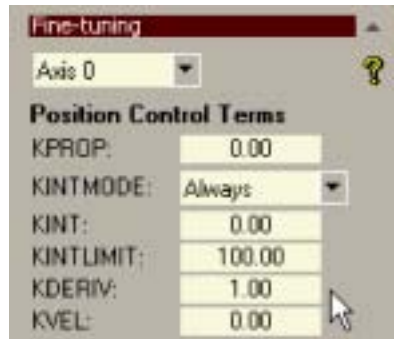 Fine-tuning
Axis 0
Position Control Terms
KPROP: 0.00
KINTMODE: Always
KINT: 0.00
KINTLIMIT: 100.00
KDERIV: 1.00
KVEL: 0.00